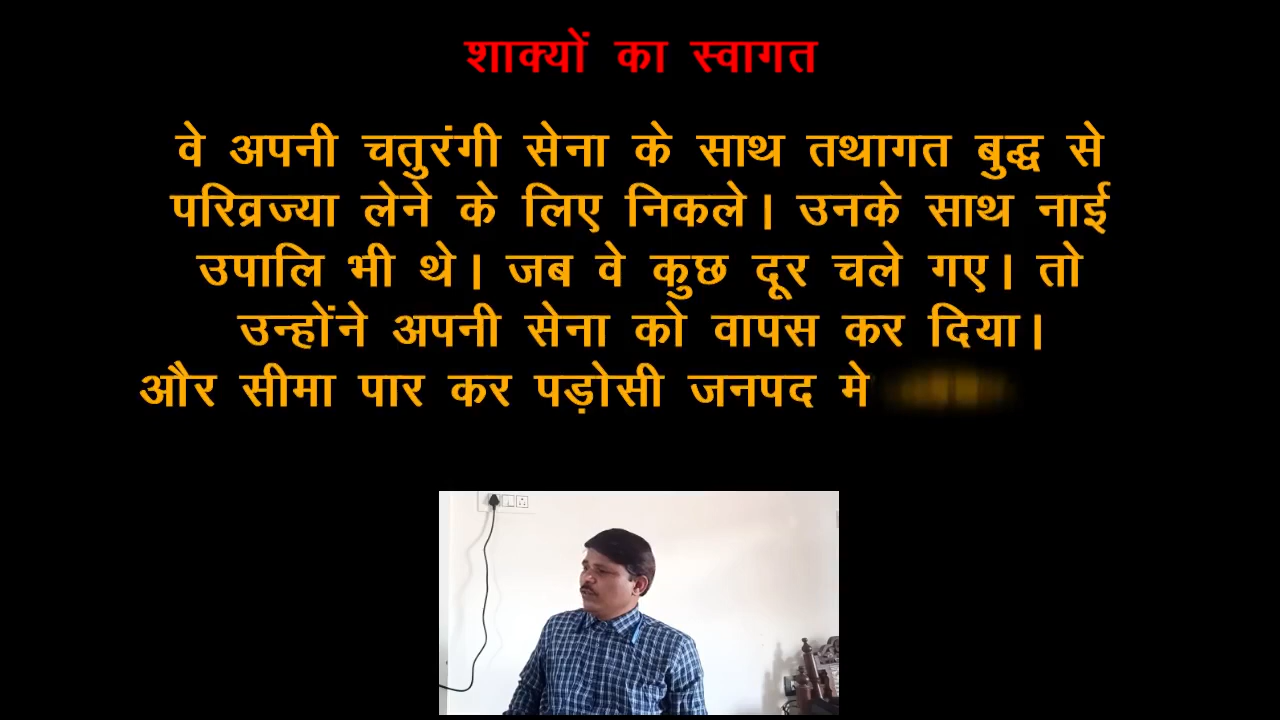 शाक्यों का स्वागत
वे अपनी चतुरंगी सेना के साथ तथागत बुद्ध से
परिव्रज्या लेने के लिए निकले। उनके साथ नाई
उपालि भी थे। जब वे कुछ दूर चले गए। तो
उन्होंने अपनी सेना को वापस कर दिया।
और सीमा पार कर पड़ोसी जनपद मे